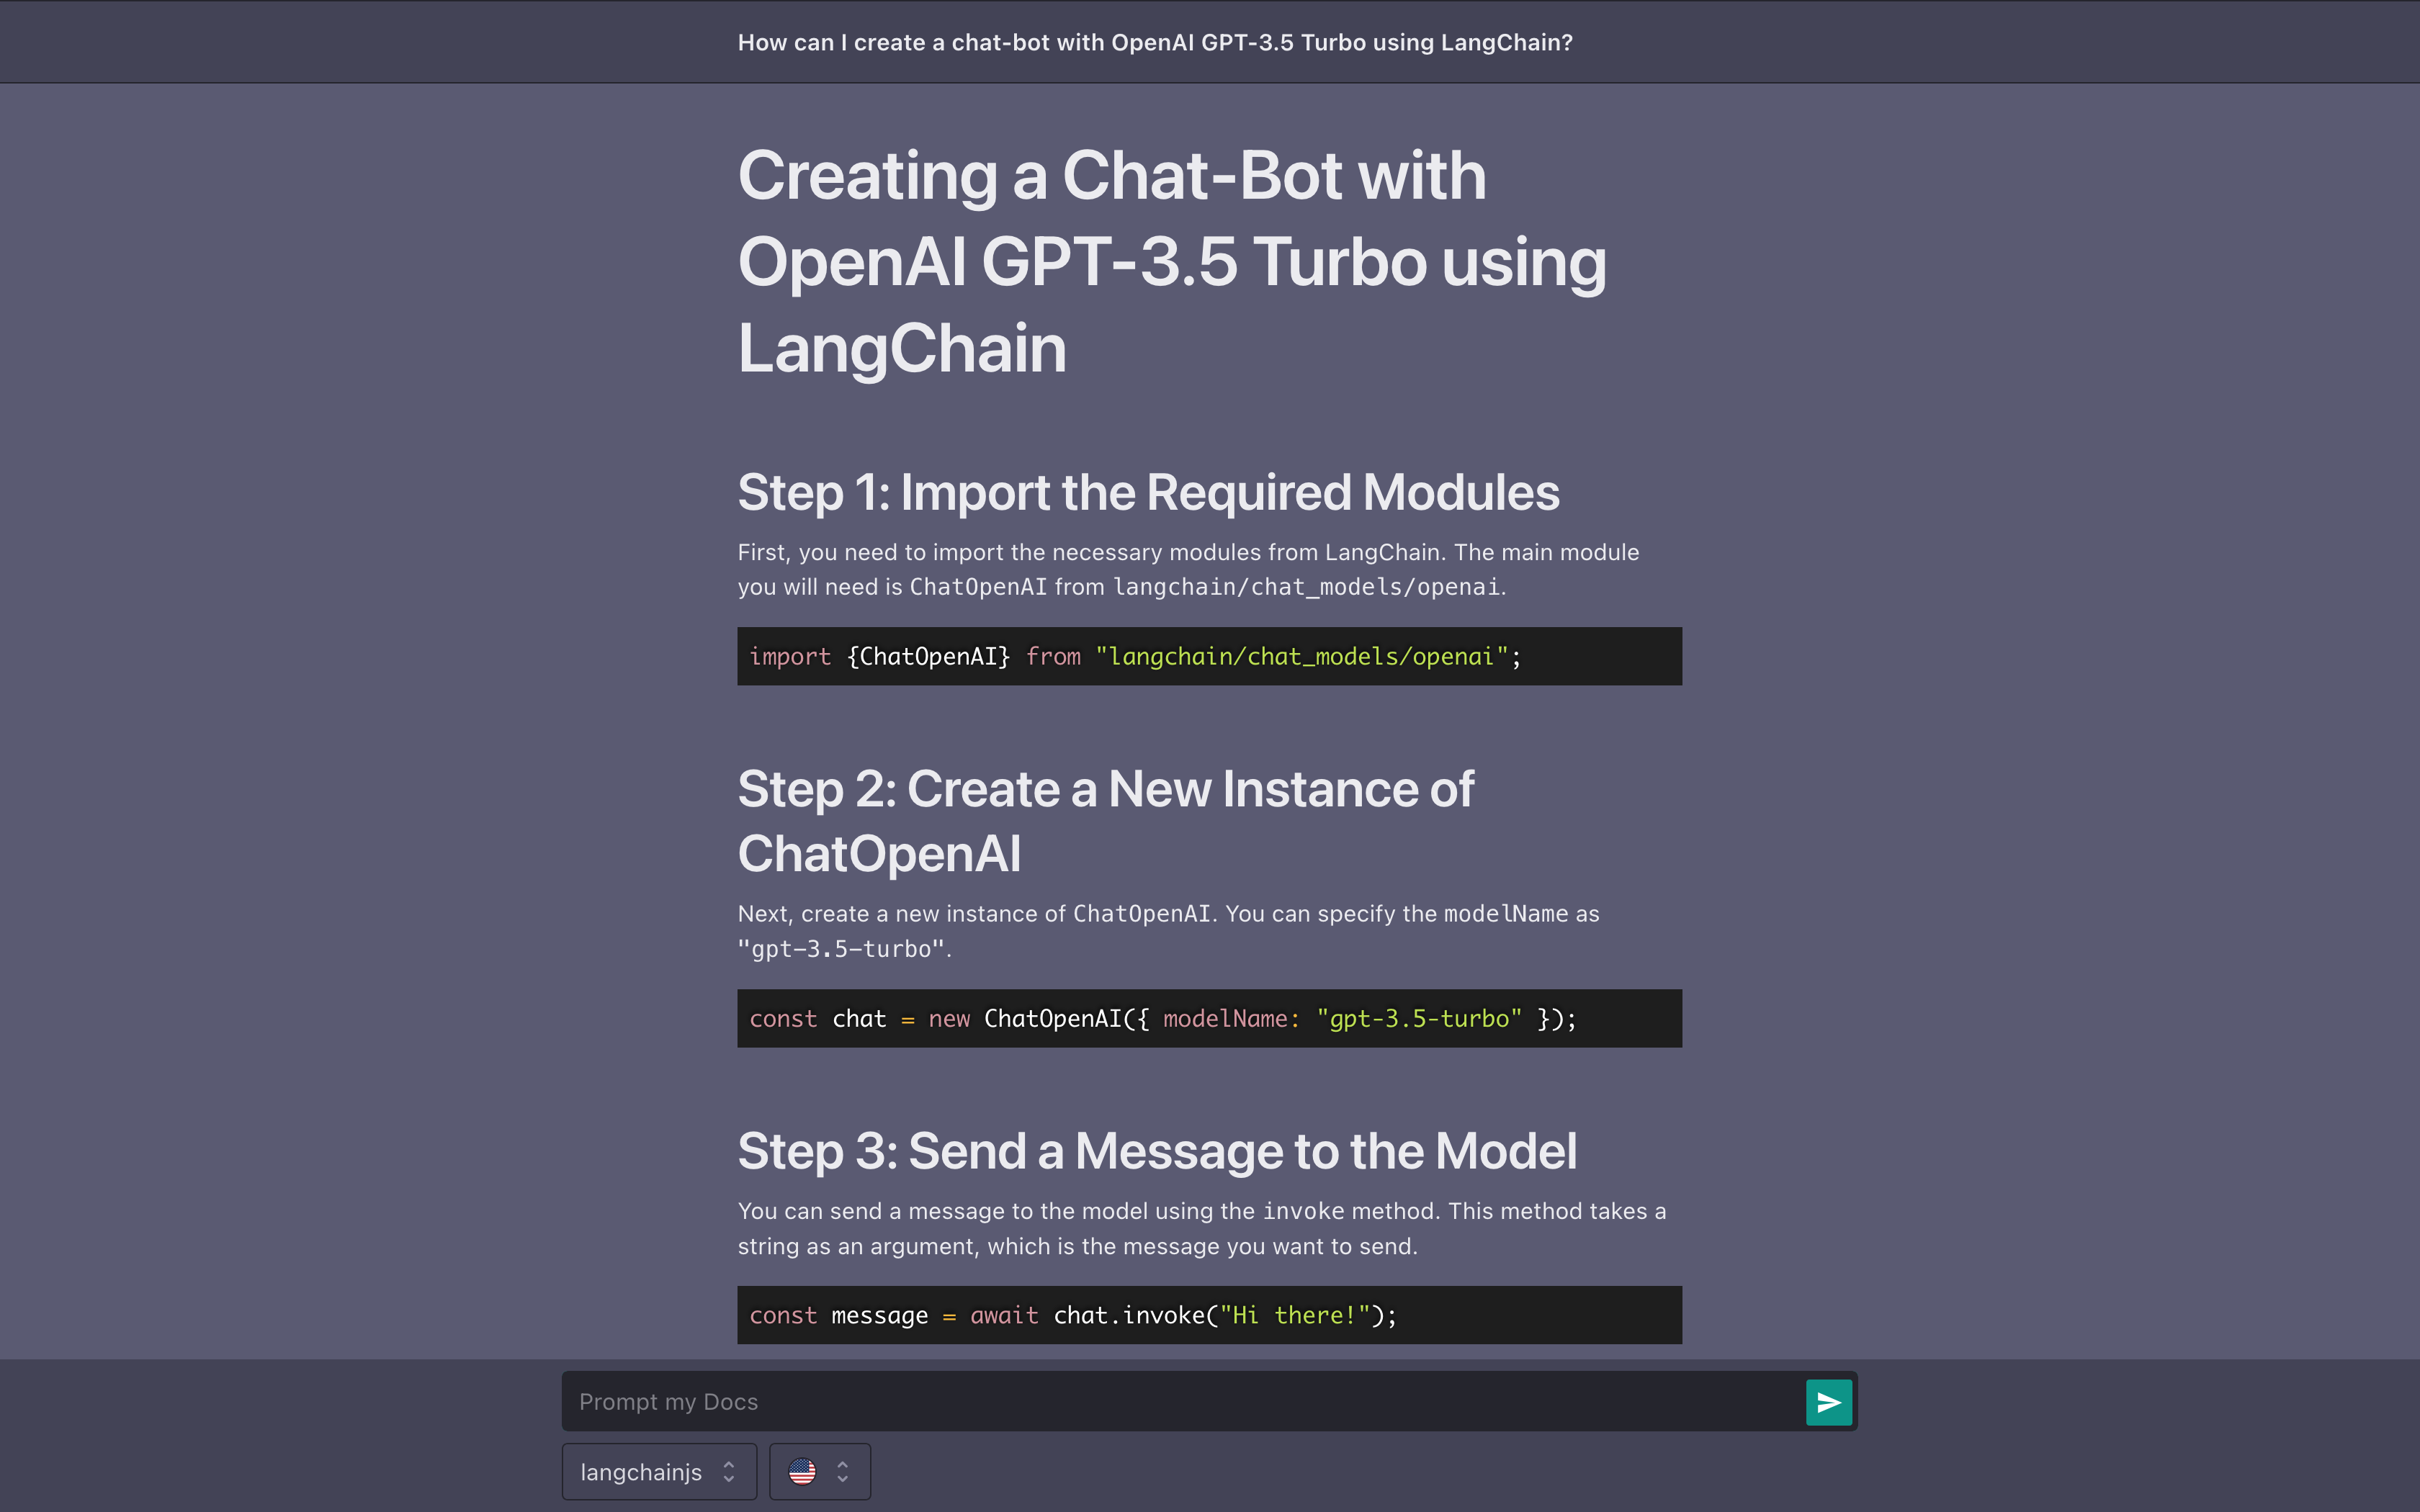 How can I create a chat-bot with OpenAI GPT-3.5 Turbo using LangChain?
Creating a Chat-Bot with
OpenAI GPT-3.5 Turbo using
LangChain
Step 1: Import the Required Modules
First, you need to import the necessary modules from LangChain. The main module
you will need is ChatOpenAI from langchain/chat_models/openai.
import {ChatOpenAI} from "langchain/chat_models/openai";
Step 2: Create a New Instance of
ChatOpenAI
Next, create a new instance of ChatOpenAI. You can specify the modelName as
"gpt-3.5-turbo".
const chat = new ChatOpenAI({ modelName: "gpt-3.5-turbo" });
Step 3: Send a Message to the Model
You can send a message to the model using the invoke method. This method takes a
string as an argument, which is the message you want to send.
const message = await chat.invoke("Hi there!");
Prompt my Docs
langchainjs